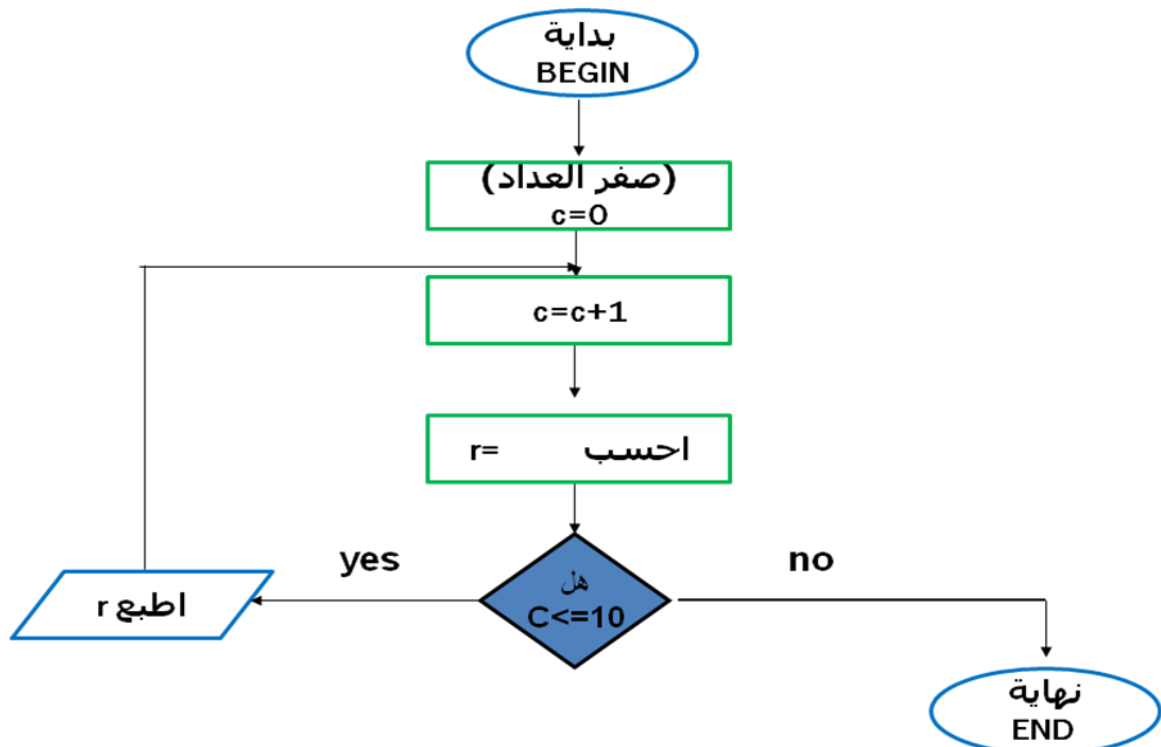 بداية
BEGIN
(صفر العداد)
c=0
c=c+1
احسب r=
هل
C<=10
yes
no
اطبع r
نهاية
END